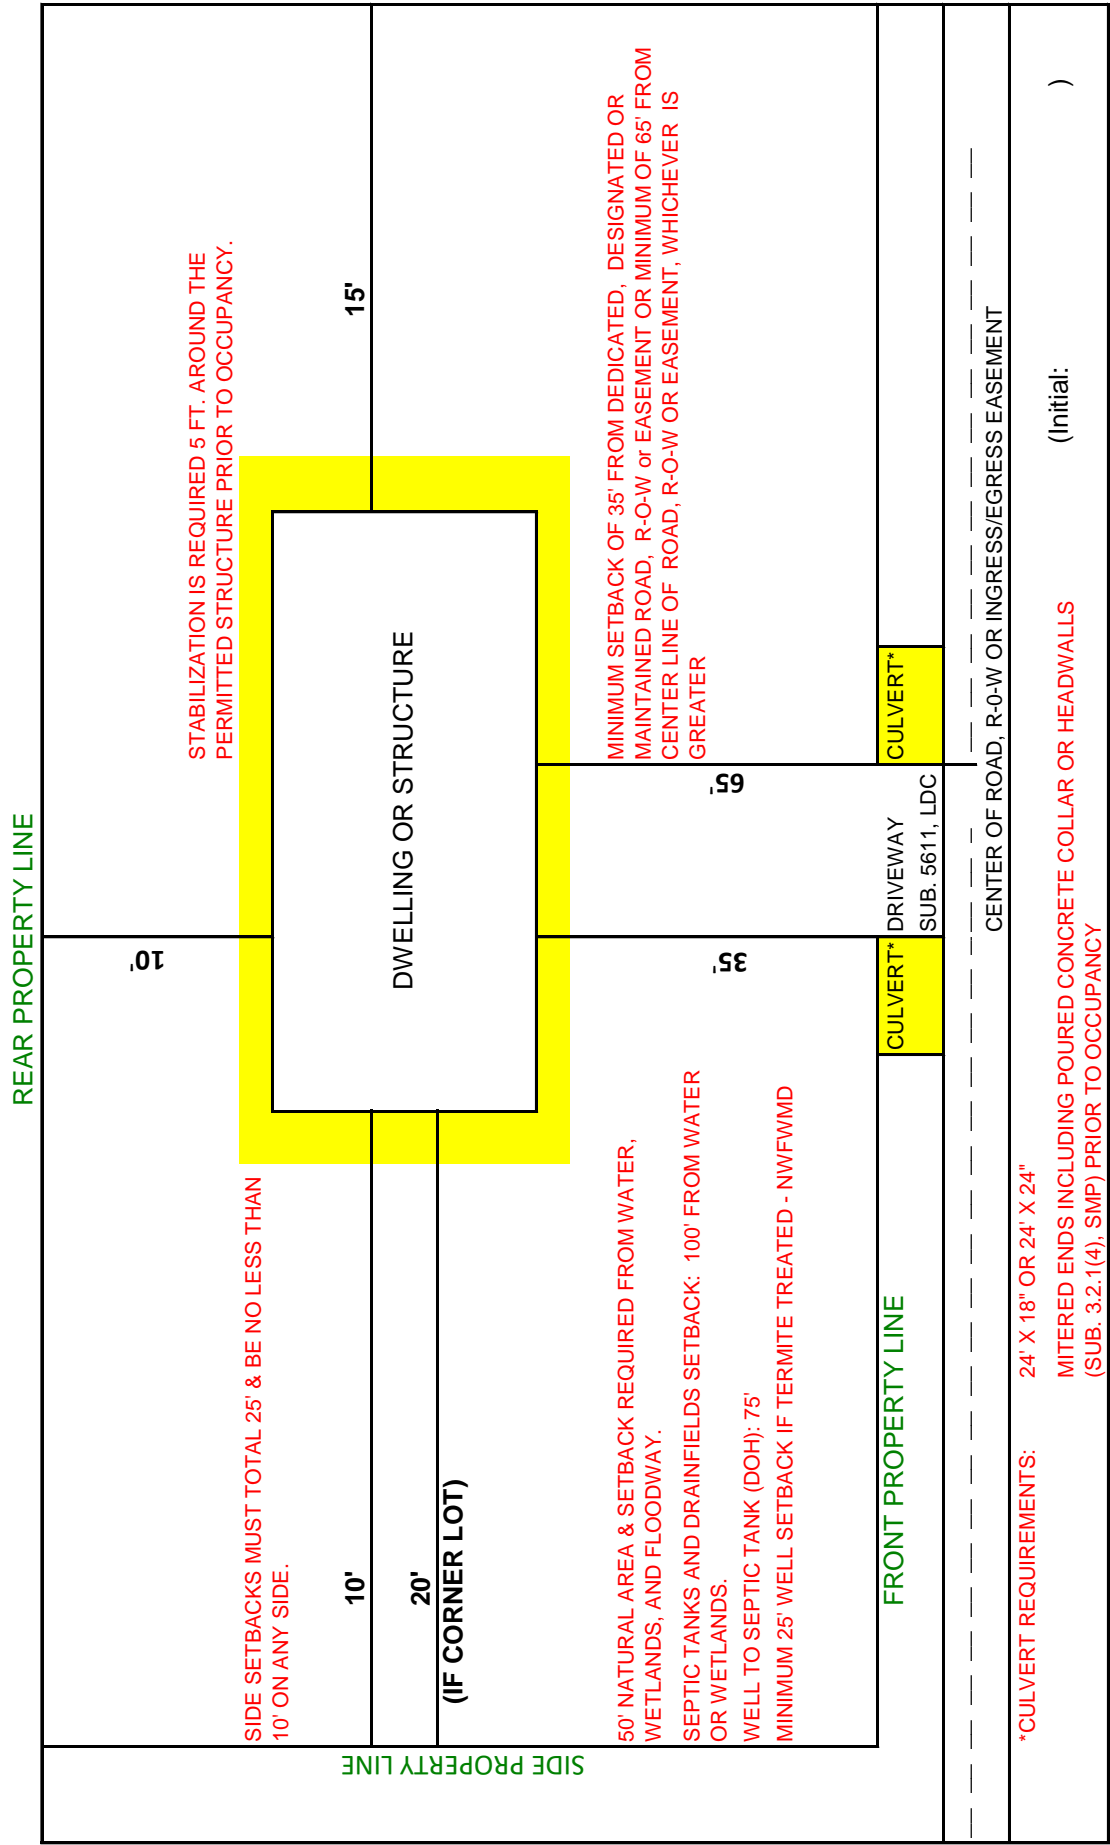 REAR PROPERTY LINE
STABILIZATION IS REQUIRED 5 FT. AROUND THE
PERMITTED STRUCTURE PRIOR TO OCCUPANCY.
SIDE SETBACKS MUST TOTAL 25' & BE NO LESS THAN
10' ON ANY SIDE.
10'
10'
20'
(IF CORNER LOT)
DWELLING OR STRUCTURE
15'
SIDE PROPERTY LINE
50' NATURAL AREA & SETBACK REQUIRED FROM WATER,
WETLANDS, AND FLOODWAY.
SEPTIC TANKS AND DRAINFIELDS SETBACK: 100' FROM WATER
OR WETLANDS.
WELL TO SEPTIC TANK (DOH): 75'
MINIMUM 25' WELL SETBACK IF TERMITE TREATED - NWFWMD
35'
65'
MINIMUM SETBACK OF 35' FROM DEDICATED, DESIGNATED OR
MAINTAINED ROAD, R-O-W or EASEMENT OR MINIMUM OF 65' FROM
CENTER LINE OF ROAD, R-O-W OR EASEMENT, WHICHEVER IS
GREATER
FRONT PROPERTY LINE
CULVERT*
DRIVEWAY
SUB. 5611, LDC
CULVERT*
CENTER OF ROAD, R-0-W OR INGRESS/EGRESS EASEMENT
*CULVERT REQUIREMENTS: 24' X 18" OR 24' X 24"
MITERED ENDS INCLUDING POURED CONCRETE COLLAR OR HEADWALLS
(SUB. 3.2.1(4), SMP) PRIOR TO OCCUPANCY
(Initial: )